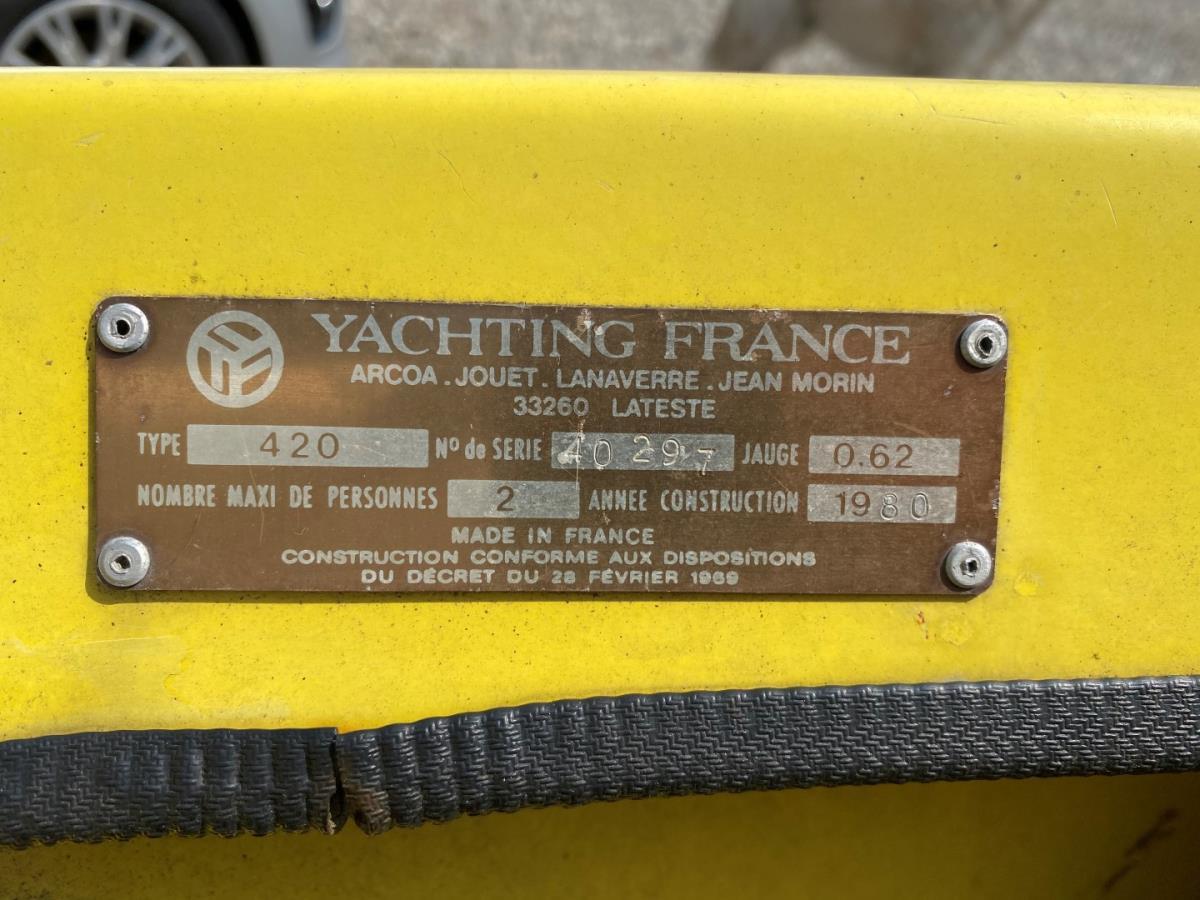 YACHTING FRANCE
ARCOA . JOUET . LANAVERRE . JEAN MORIN
33260 LATESTE
TYPE 420 Nº de SERIE 40297 JAUGE 0.62
NOMBRE MAXI DE PERSONNES 2 ANNEE CONSTRUCTION 1980
MADE IN FRANCE
CONSTRUCTION CONFORME AUX DISPOSITIONS
DU DÉCRET DU 28 FÉVRIER 1969